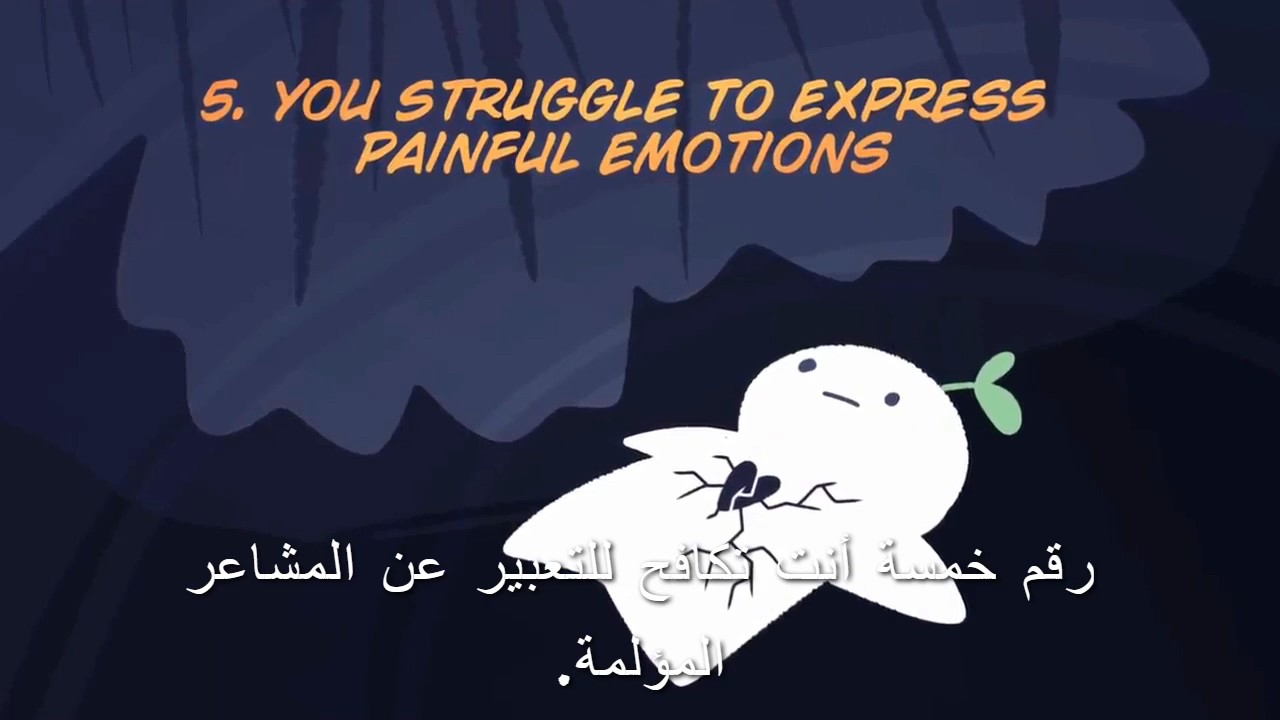 5. YOU STRUGGLE TO EXPRESS
PAINFUL EMOTIONS
رقم خمسة أنت تكافح للتعبير عن المشاعر
المؤلمة.